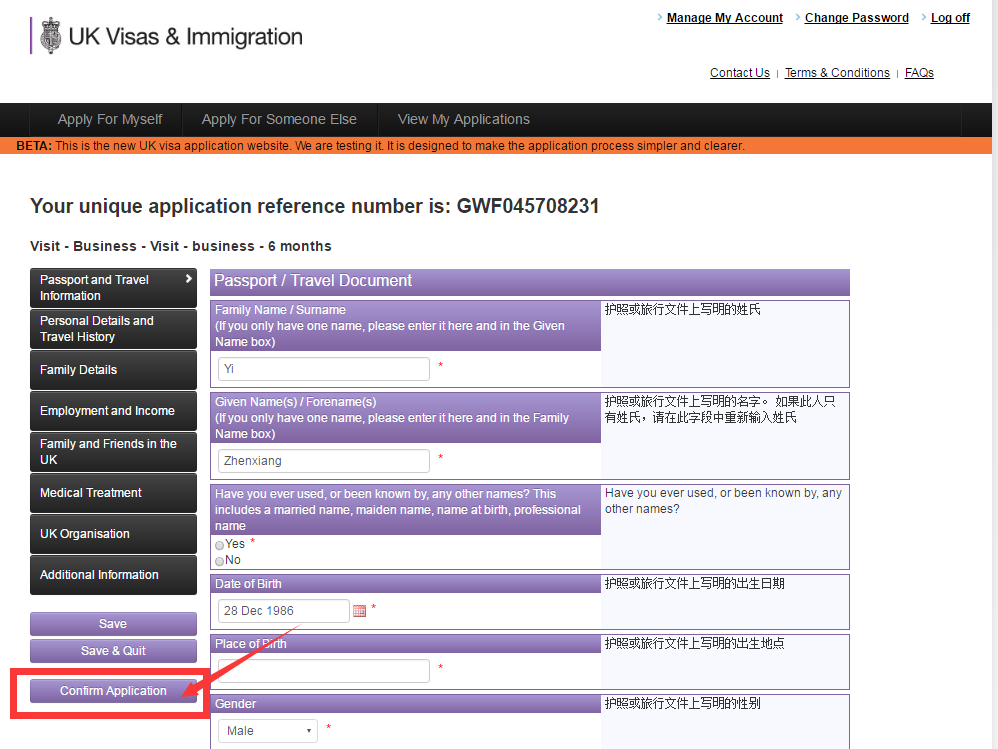 Manage My Account Change Password Log off
UK Visas & Immigration
Contact Us | Terms & Conditions | FAQs
Apply For Myself Apply For Someone Else View My Applications
BETA: This is the new UK visa application website. We are testing it. It is designed to make the application process simpler and clearer.
Your unique application reference number is: GWF045708231
Visit - Business - Visit - business - 6 months
Passport and Travel
Information
Personal Details and
Travel History
Family Details
Employment and Income
Family and Friends in the
UK
Medical Treatment
UK Organisation
Additional Information
Save
Save & Quit
Confirm Application
Passport / Travel Document
Family Name / Surname
(If you only have one name, please enter it here and in the Given
Name box)
Yi *
护照或旅行文件上写明的姓氏
Given Name(s) / Forename(s)
(If you only have one name, please enter it here and in the Family
Name box)
Zhenxiang *
护照或旅行文件上写明的名字。 如果此人只
有姓氏，请在此字段中重新输入姓氏
Have you ever used, or been known by, any other names? This
includes a married name, maiden name, name at birth, professional
name
Yes *
No
Have you ever used, or been known by, any
other names?
Date of Birth
28 Dec 1986 *
护照或旅行文件上写明的出生日期
Place of Birth
*
护照或旅行文件上写明的出生地点
Gender
Male *
护照或旅行文件上写明的性别